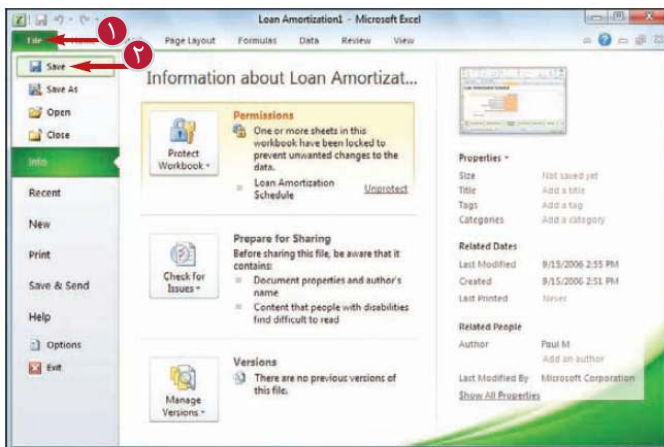 Loan Amortization1 - Microsoft Excel
File Page Layout Formulas Data Review View
۱
۲
Save
Save As
Open
Close
Info
Recent
New
Print
Save & Send
Help
Options
Exit
Information about Loan Amortizat...
Protect
Workbook
Permissions
One or more sheets in this
workbook have been locked to
prevent unwanted changes to the
data.
Loan Amortization
Schedule
Unprotect
Check for
Issues
Prepare for Sharing
Before sharing this file, be aware that it
contains:
Document properties and author's
name
Content that people with disabilities
find difficult to read
Manage
Versions
Versions
There are no previous versions of
this file.
Properties
Size Not saved yet
Title Add a title
Tags Add a tag
Categories Add a category
Related Dates
Last Modified 9/15/2006 2:55 PM
Created 9/15/2006 2:51 PM
Last Printed Never
Related People
Author Paul M
Add an author
Last Modified By Microsoft Corporation
Show All Properties